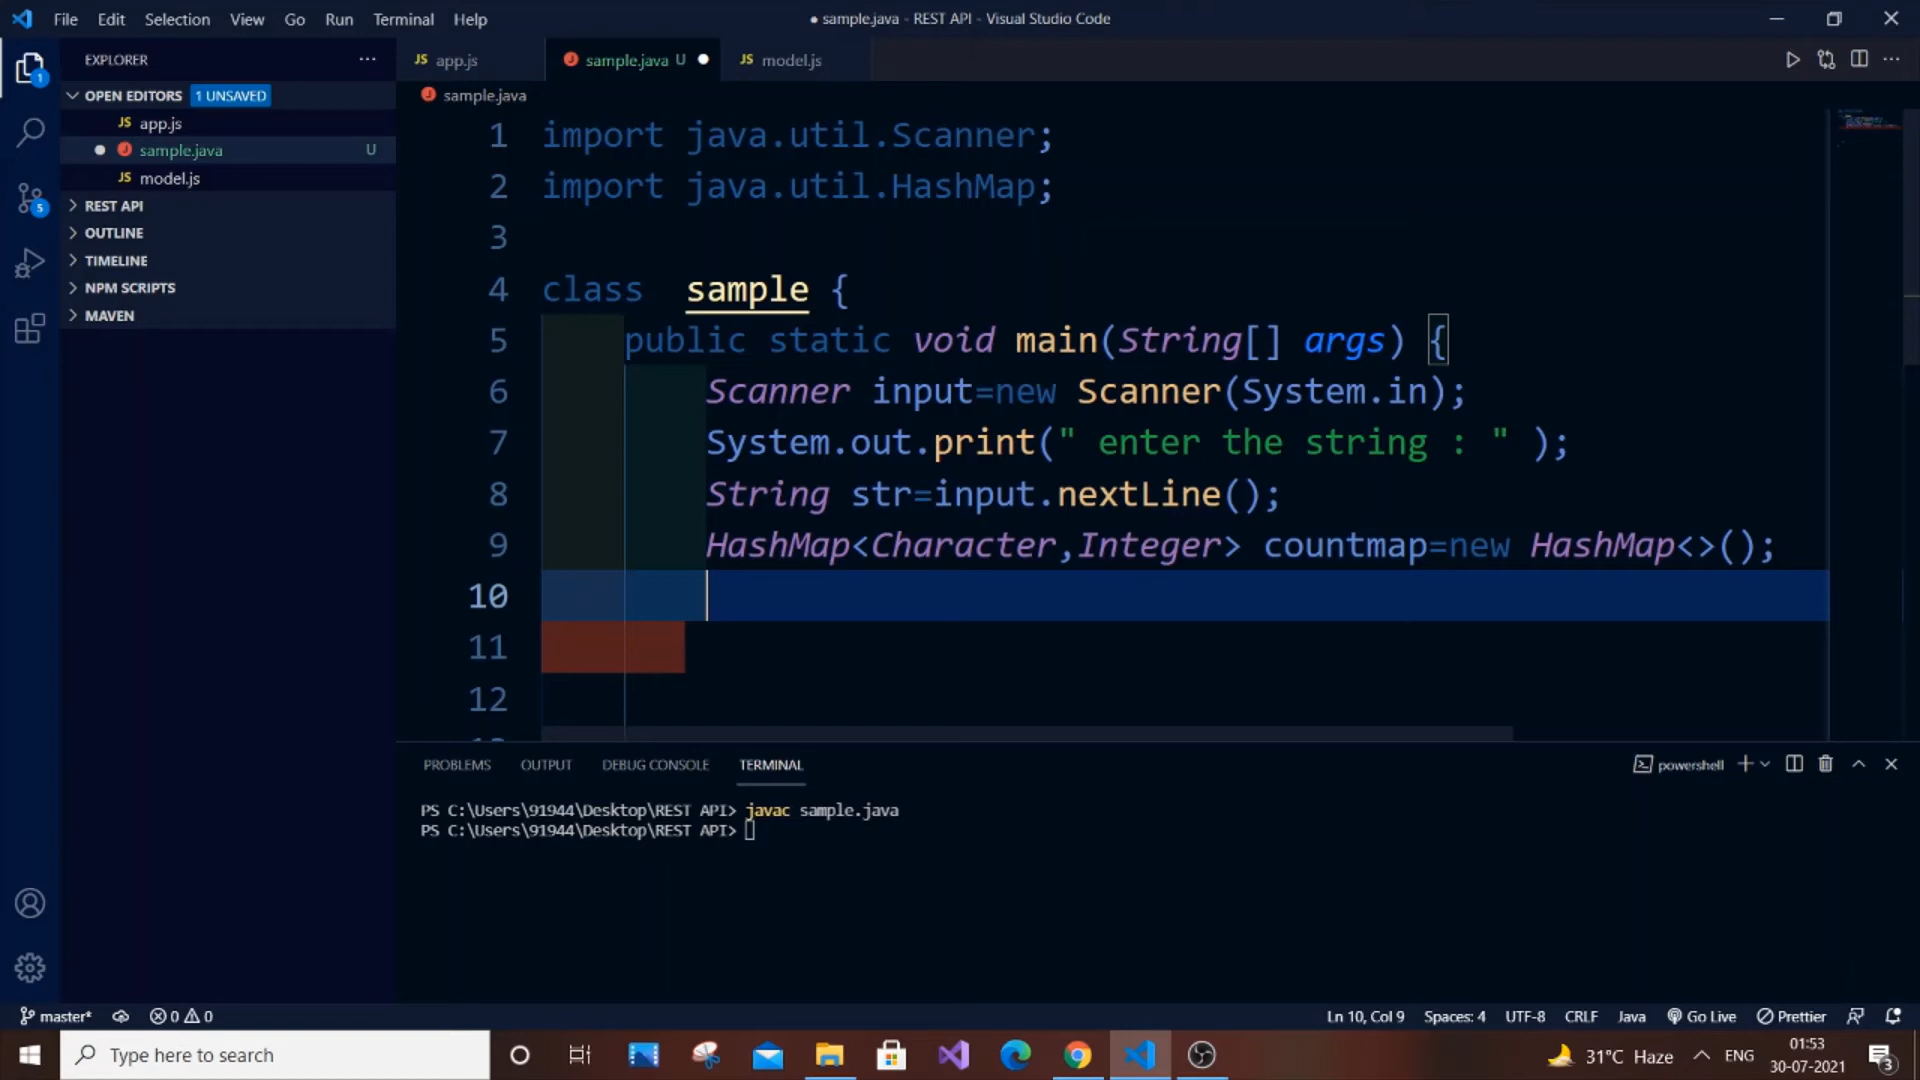 File Edit Selection View Go Run Terminal Help
● sample.java - REST API - Visual Studio Code
EXPLORER
OPEN EDITORS 1 UNSAVED
JS app.js
sample.java U
JS model.js
REST API
OUTLINE
TIMELINE
NPM SCRIPTS
MAVEN
1
5
JS app.js
sample.java U
JS model.js
sample.java
1 import java.util.Scanner;
2 import java.util.HashMap;
3
4 class  sample {
5 public static void main(String[] args) {
6 Scanner input=new Scanner(System.in);
7 System.out.print(" enter the string : " );
8 String str=input.nextLine();
9 HashMap<Character,Integer> countmap=new HashMap<>();
10
11
12
PROBLEMS OUTPUT DEBUG CONSOLE TERMINAL
powershell
PS C:\Users\91944\Desktop\REST API> javac sample.java
PS C:\Users\91944\Desktop\REST API>
master* 0 0
Ln 10, Col 9 Spaces: 4 UTF-8 CRLF Java Go Live Prettier
Type here to search
31°C Haze
ENG
01:53
30-07-2021
3